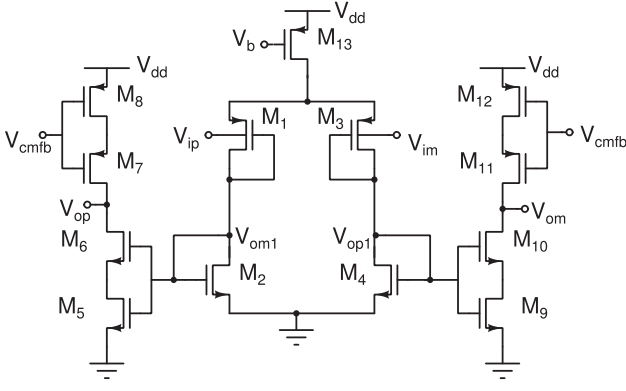 Vdd
Vb
M13
Vdd
Vdd
M8
M12
M1
M3
Vcmfb
Vip
Vim
Vcmfb
M7
M11
Vop
Vom
M6
Vom1
Vop1
M10
M2
M4
M5
M9